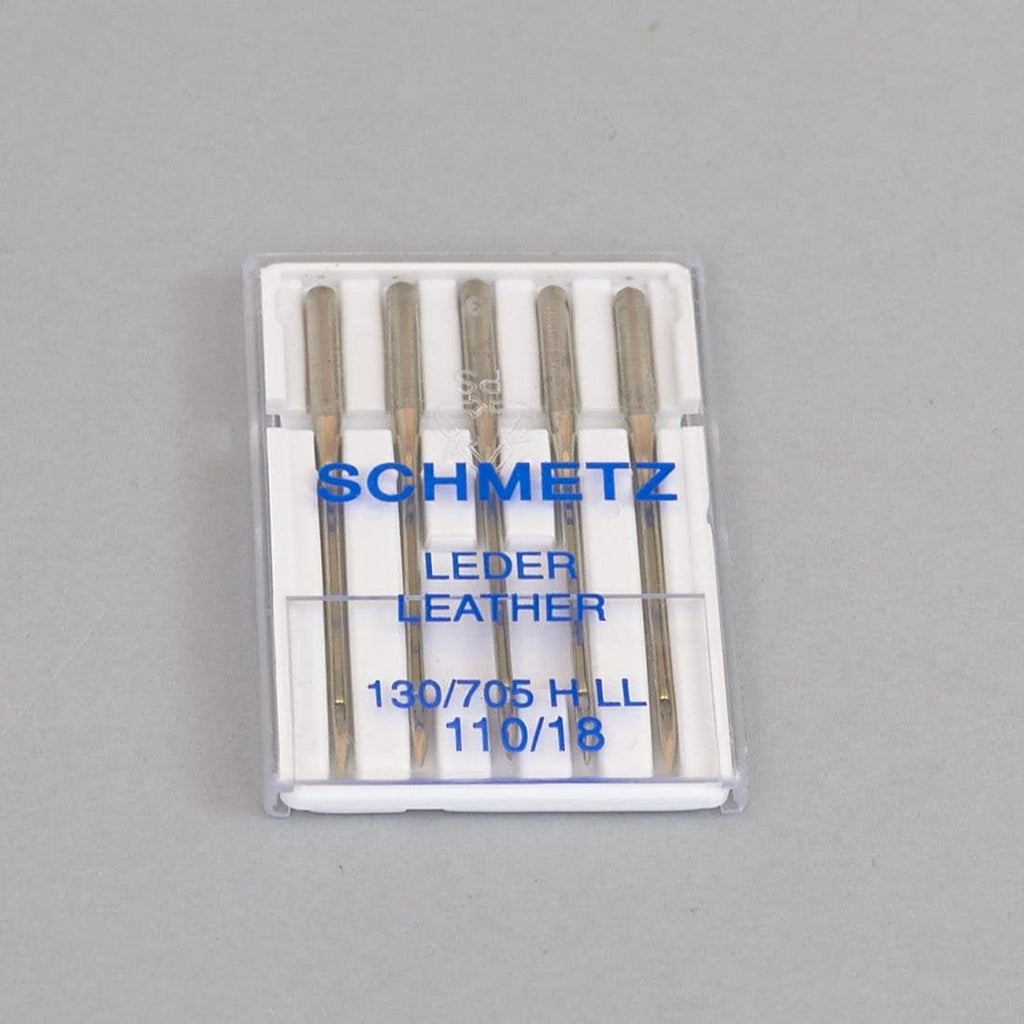 SCHMETZ
LEDER
LEATHER
130/705 H LL
110/18